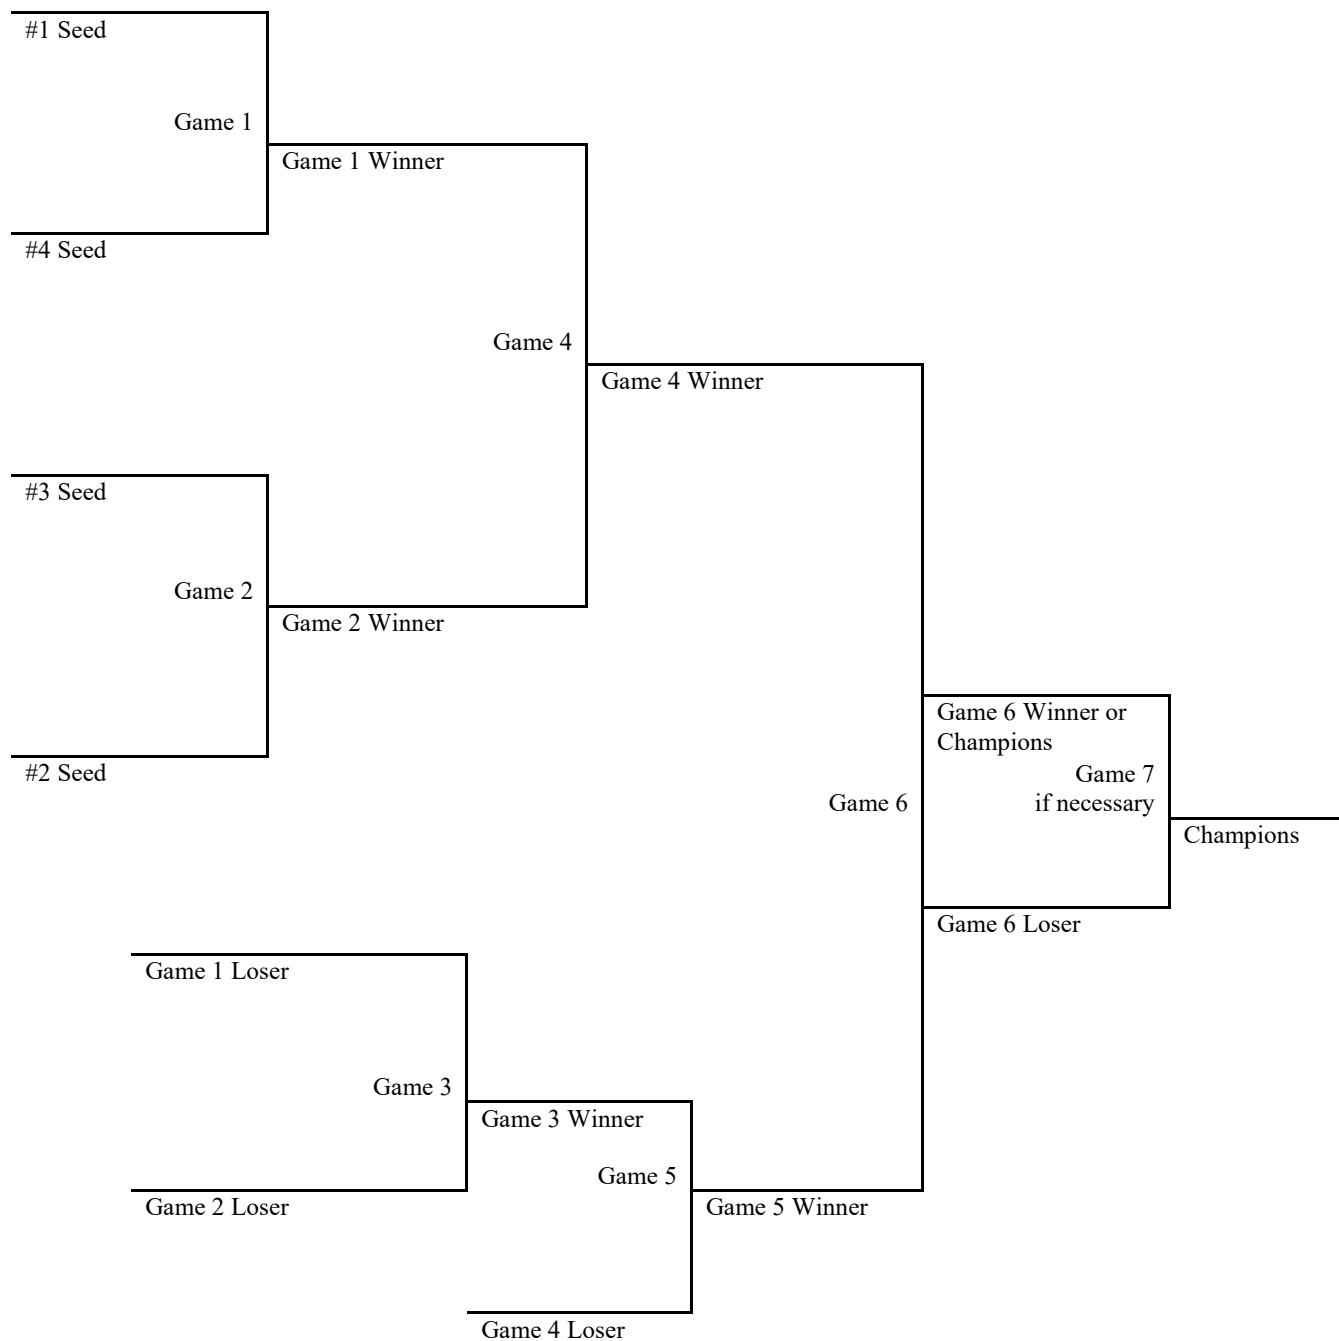 #1 Seed
Game 1
Game 1 Winner
#4 Seed
Game 4
Game 4 Winner
#3 Seed
Game 2
Game 2 Winner
#2 Seed
Game 6 Winner or
Champions
Game 7
if necessary
Game 6
Champions
Game 6 Loser
Game 1 Loser
Game 3
Game 3 Winner
Game 5
Game 2 Loser
Game 5 Winner
Game 4 Loser